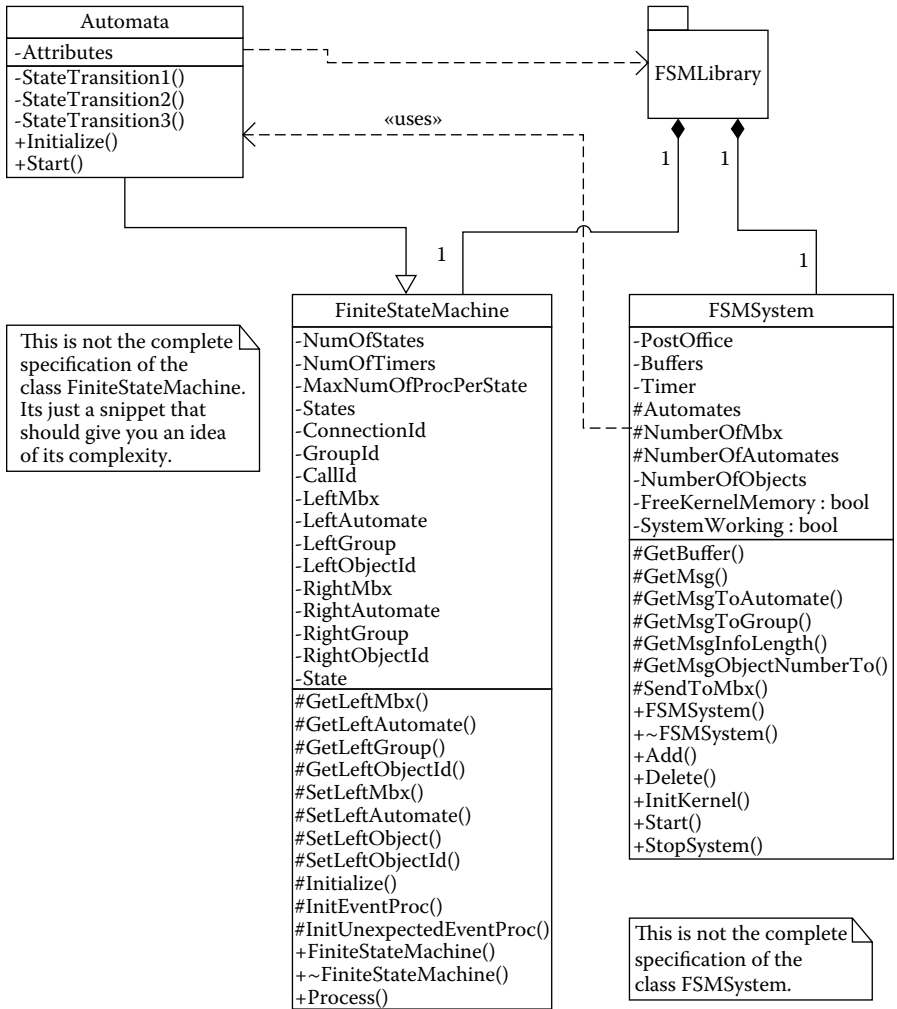 Automata
-Attributes
-StateTransition1()
-StateTransition2()
-StateTransition3()
+Initialize()
+Start()
FSMLibrary
«uses»
1
1
1
1
This is not the complete
specification of the
class FiniteStateMachine.
Its just a snippet that
should give you an idea
of its complexity.
FiniteStateMachine
-NumOfStates
-NumOfTimers
-MaxNumOfProcPerState
-States
-ConnectionId
-GroupId
-CallId
-LeftMbx
-LeftAutomate
-LeftGroup
-LeftObjectId
-RightMbx
-RightAutomate
-RightGroup
-RightObjectId
-State
#GetLeftMbx()
#GetLeftAutomate()
#GetLeftGroup()
#GetLeftObjectId()
#SetLeftMbx()
#SetLeftAutomate()
#SetLeftObject()
#SetLeftObjectId()
#Initialize()
#InitEventProc()
#InitUnexpectedEventProc()
+FiniteStateMachine()
+~FiniteStateMachine()
+Process()
FSMSystem
-PostOffice
-Buffers
-Timer
#Automates
#NumberOfMbx
#NumberOfAutomates
-NumberOfObjects
-FreeKernelMemory : bool
-SystemWorking : bool
#GetBuffer()
#GetMsg()
#GetMsgToAutomate()
#GetMsgToGroup()
#GetMsgInfoLength()
#GetMsgObjectNumberTo()
#SendToMbx()
+FSMSystem()
+~FSMSystem()
+Add()
+Delete()
+InitKernel()
+Start()
+StopSystem()
This is not the complete
specification of the
class FSMSystem.